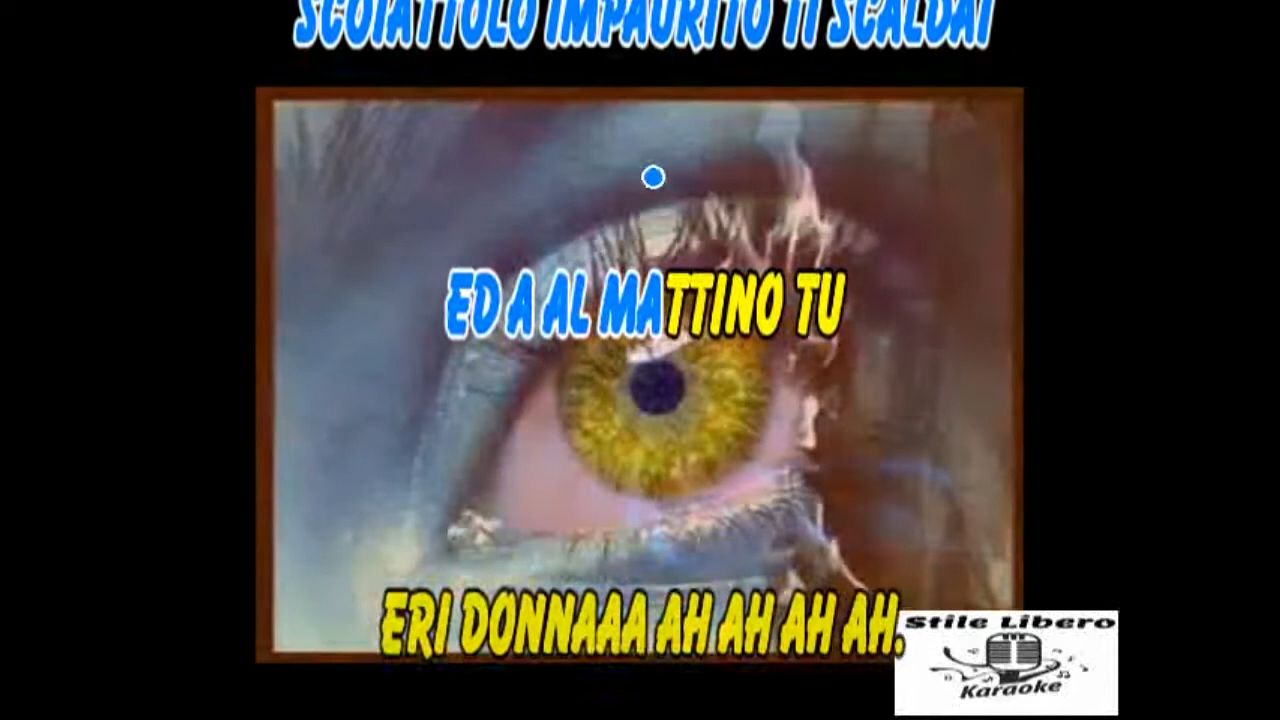 SCOIATTOLO IMPAURITO TI SCALDAI
ED A AL MATTINO TU
ERI DONNAAA AH AH AH AH.
Stile Libero
Karaoke